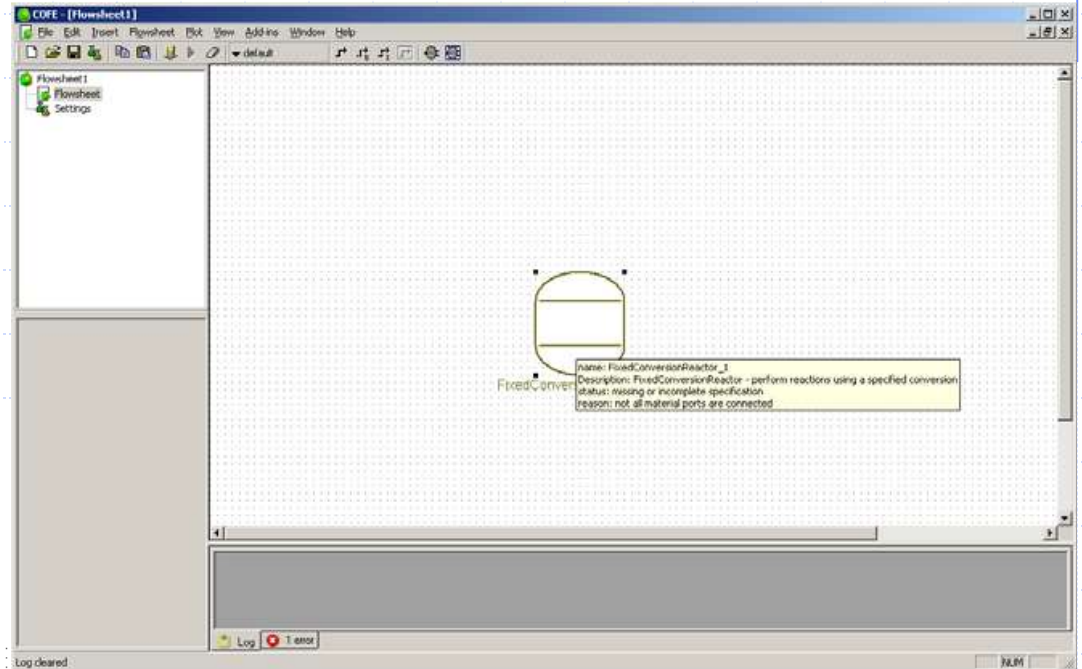 COFE - [Flowsheet1]
File Edit Insert Flowsheet Plot View Add-ins Window Help
default
Flowsheet1
Flowsheet
Settings
name: FixedConversionReactor_1
Description: FixedConversionReactor - perform reactions using a specified conversion
FixedConver
status: missing or incomplete specification
reason: not all material ports are connected
Log
1 error
Log cleared
NUM